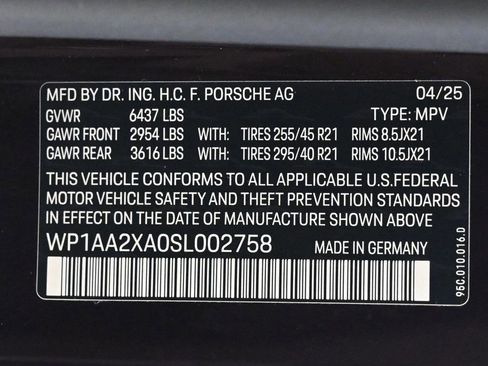 MFD BY DR. ING. H.C. F. PORSCHE AG 04/25
GVWR 6437 LBS TYPE: MPV
GAWR FRONT 2954 LBS WITH: TIRES 255/45 R21 RIMS 8.5JX21
GAWR REAR 3616 LBS WITH: TIRES 295/40 R21 RIMS 10.5JX21
THIS VEHICLE CONFORMS TO ALL APPLICABLE U.S.FEDERAL
MOTOR VEHICLE SAFETY AND THEFT PREVENTION STANDARDS
IN EFFECT ON THE DATE OF MANUFACTURE SHOWN ABOVE
WP1AA2XA0SL002758 MADE IN GERMANY
95C.010.016.D